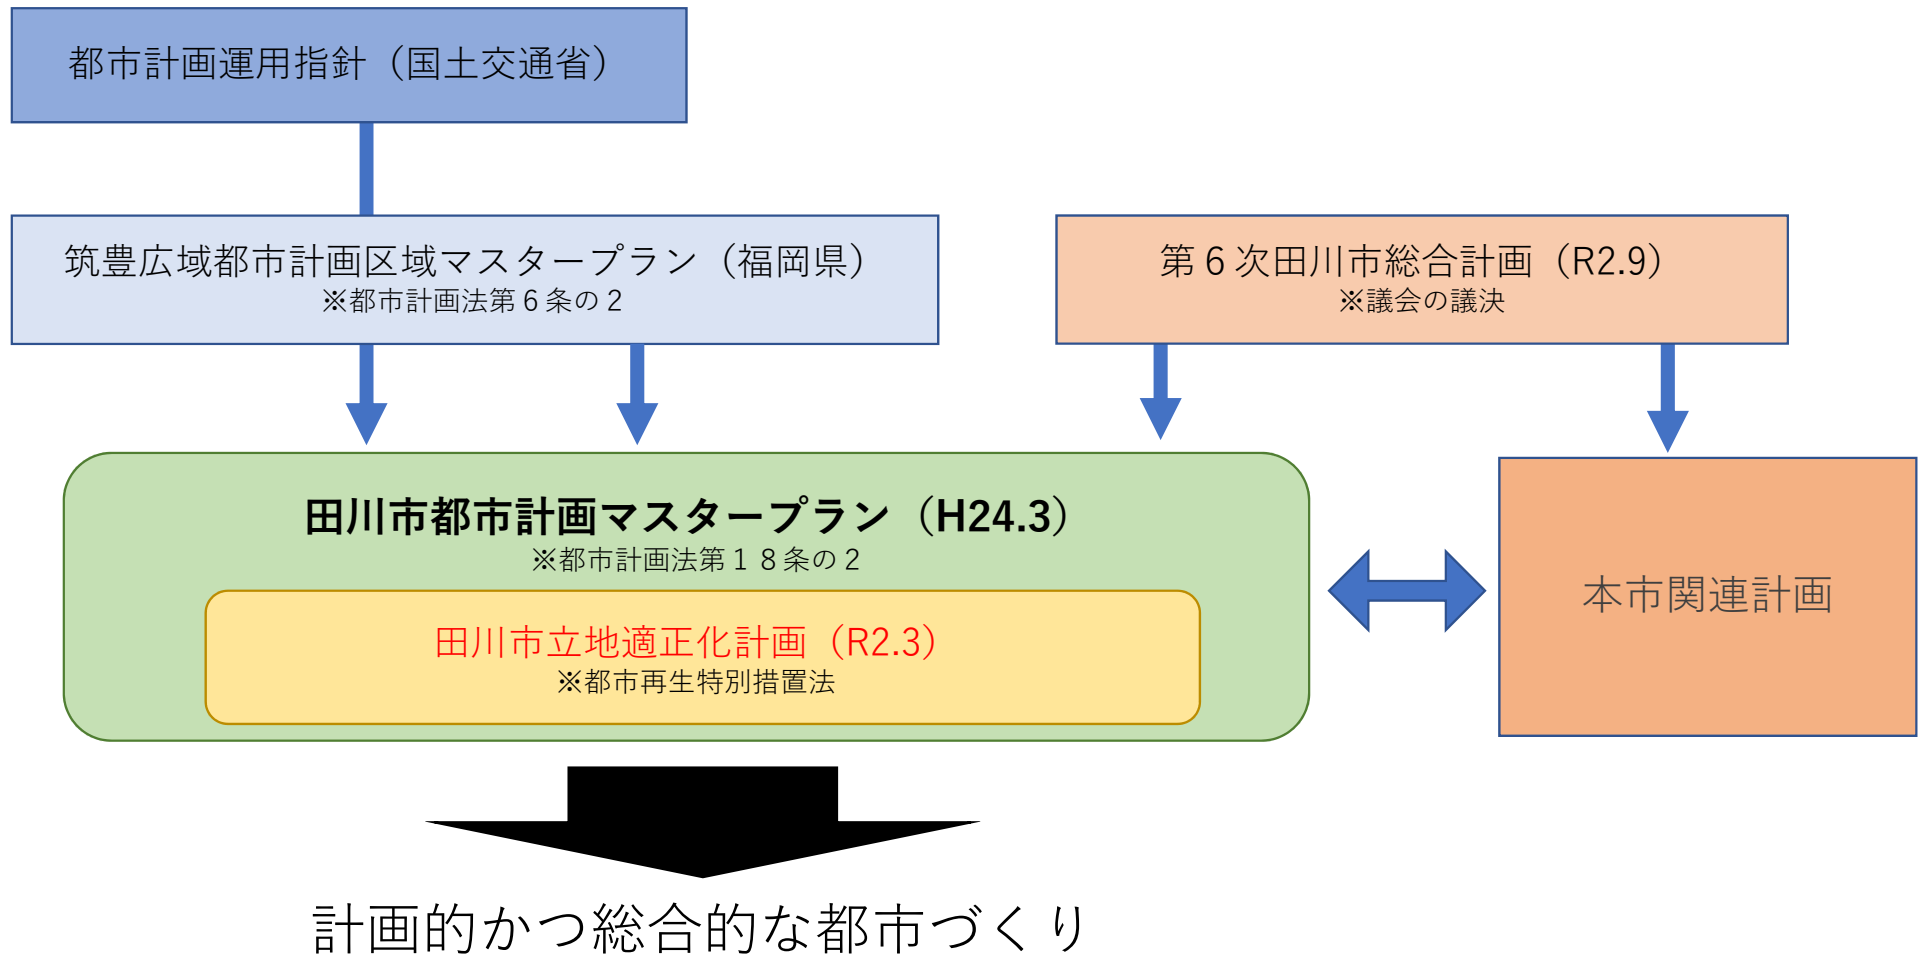 都市計画運用指針（国土交通省）
筑豊広域都市計画区域マスタープラン（福岡県）
※都市計画法第６条の２
第６次田川市総合計画（R2.9）
※議会の議決
田川市都市計画マスタープラン（H24.3）
※都市計画法第１８条の２
田川市立地適正化計画（R2.3）
※都市再生特別措置法
本市関連計画
計画的かつ総合的な都市づくり